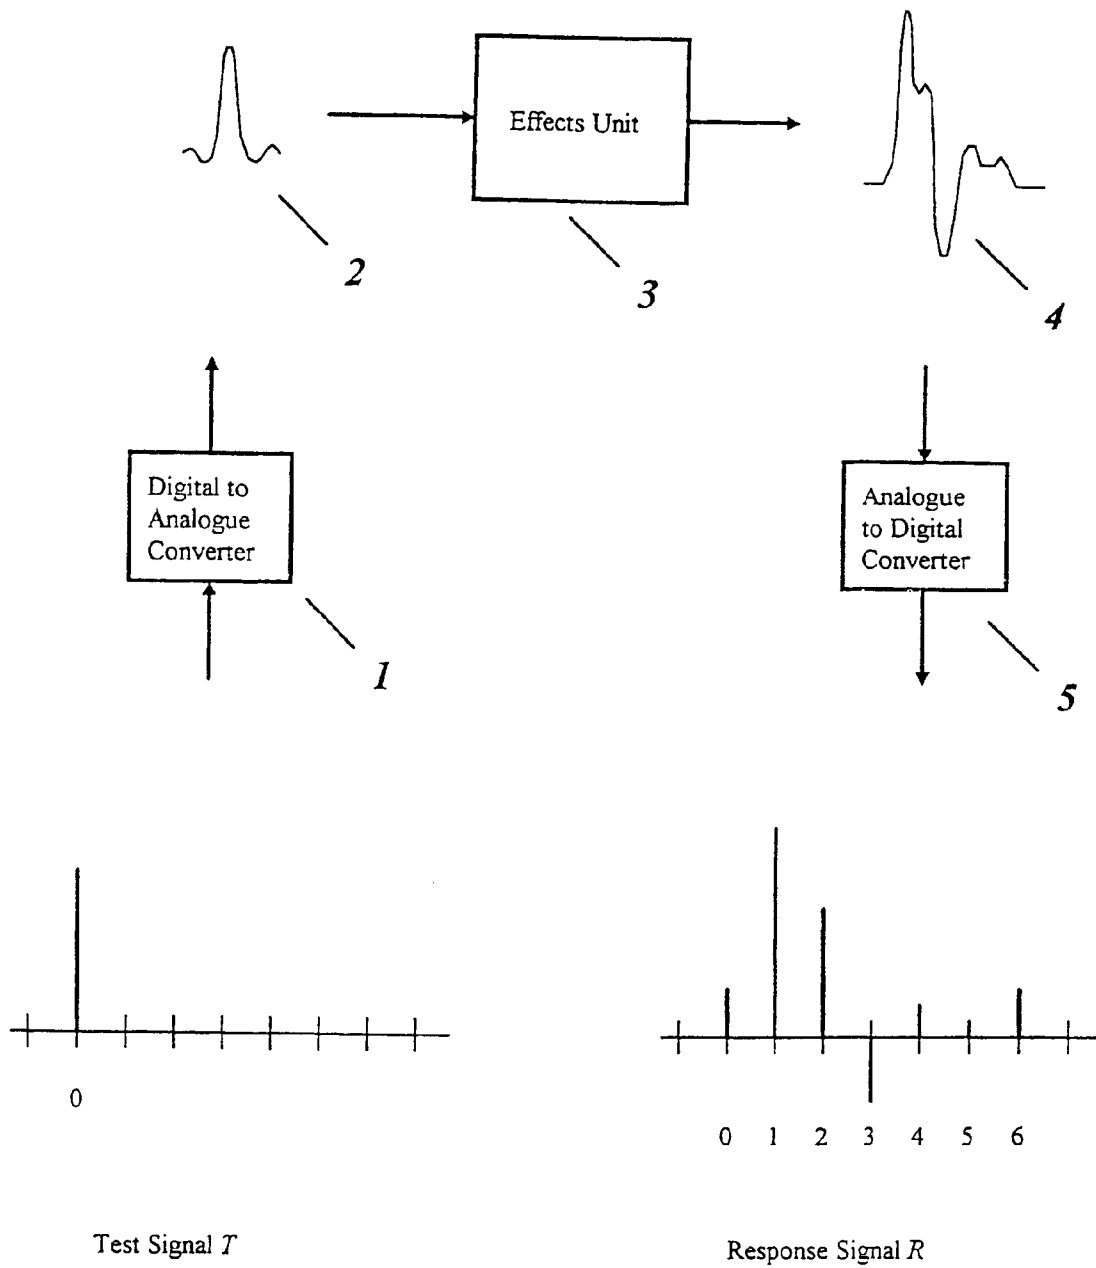 Effects Unit
2
3
4
Digital to
Analogue
Converter
Analogue
to Digital
Converter
1
5
0
0 1 2 3 4 5 6
Test Signal T
Response Signal R